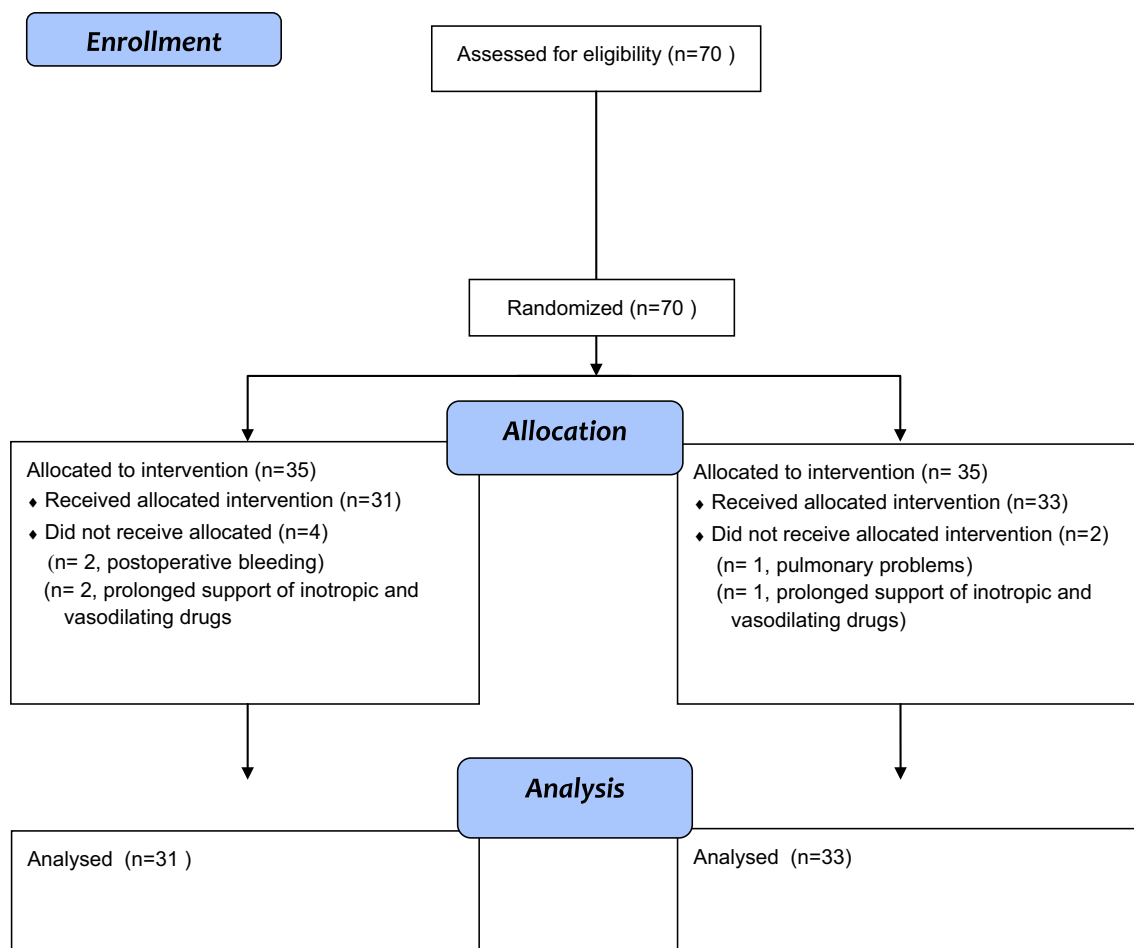 Enrollment
Assessed for eligibility (n=70 )
Randomized (n=70 )
Allocation
Allocated to intervention (n=35)
♦ Received allocated intervention (n=31)
♦ Did not receive allocated (n=4)
(n= 2, postoperative bleeding)
(n= 2, prolonged support of inotropic and
vasodilating drugs
Allocated to intervention (n= 35)
♦ Received allocated intervention (n=33)
♦ Did not receive allocated intervention (n=2)
(n= 1, pulmonary problems)
(n= 1, prolonged support of inotropic and
vasodilating drugs)
Analysis
Analysed (n=31 )
Analysed (n=33)